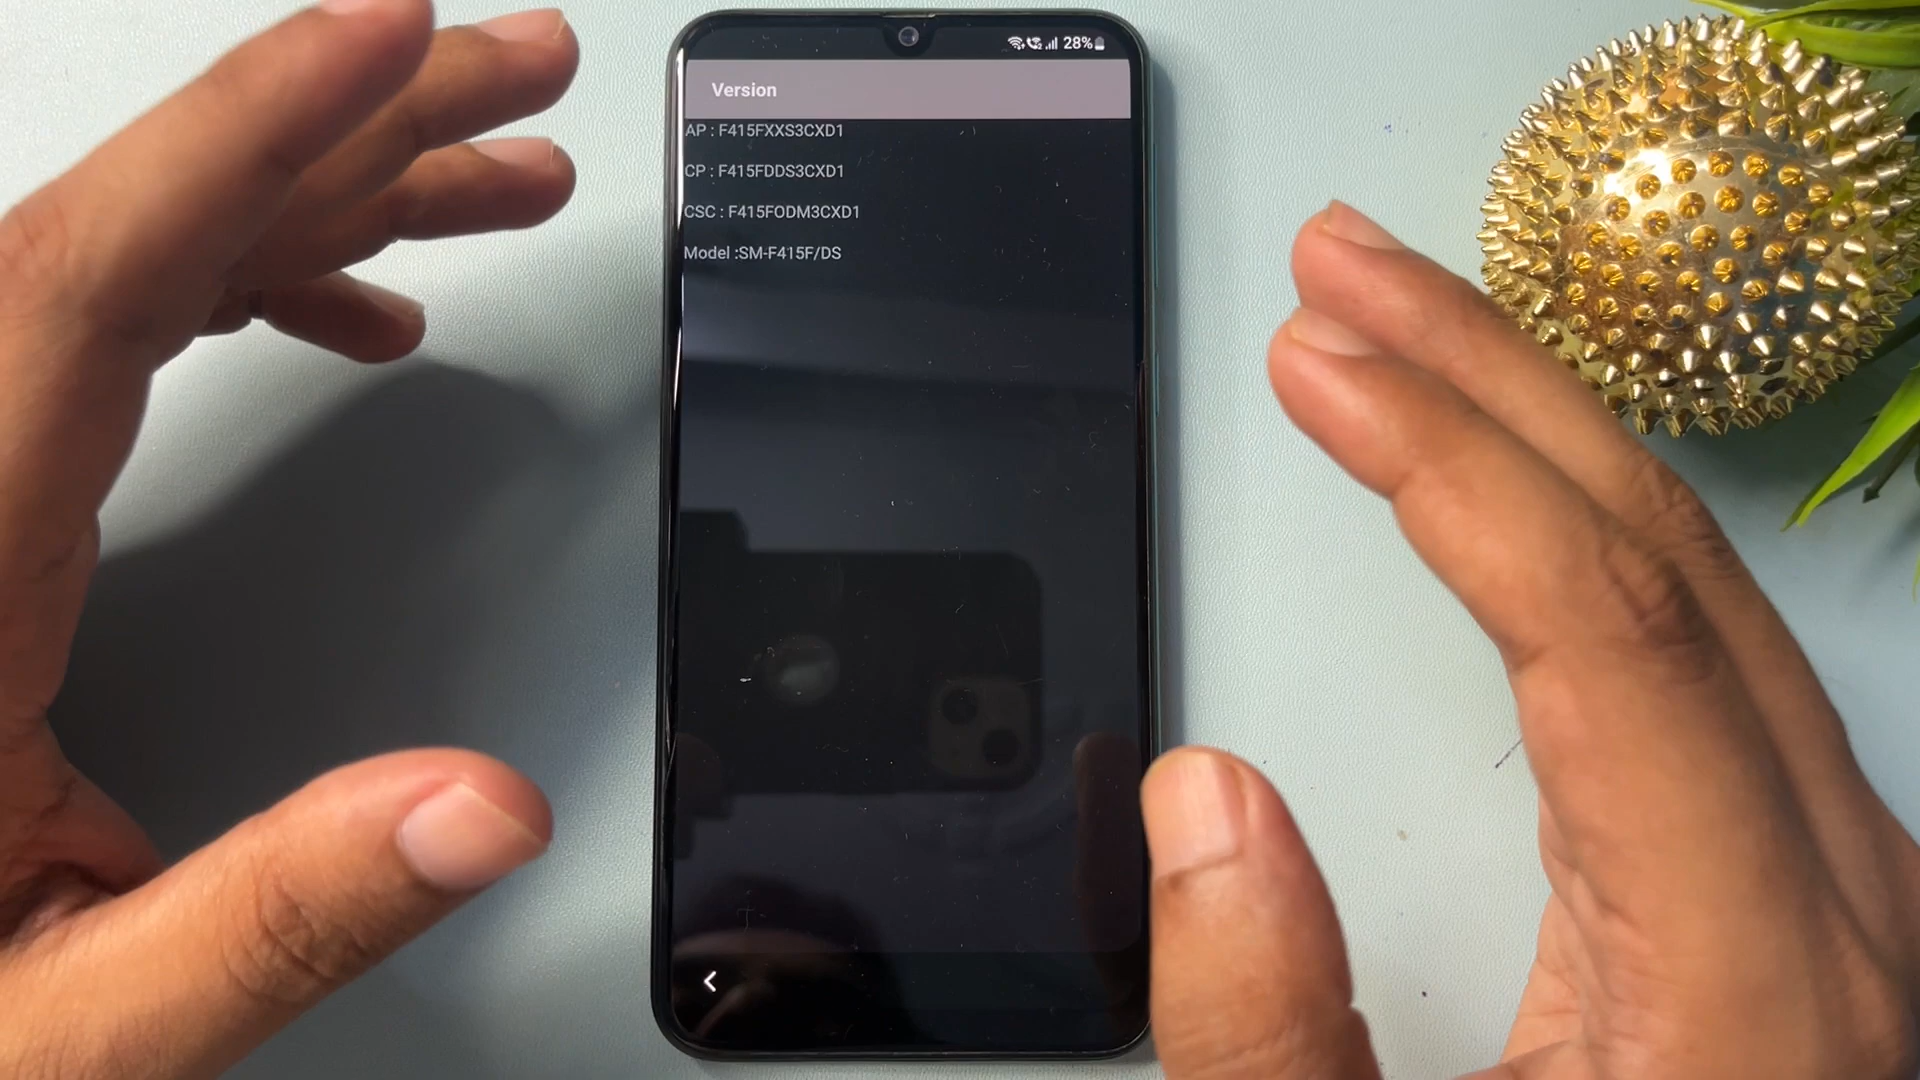 28%
Version
AP : F415FXXS3CXD1
CP : F415FDDS3CXD1
CSC : F415FODM3CXD1
Model :SM-F415F/DS